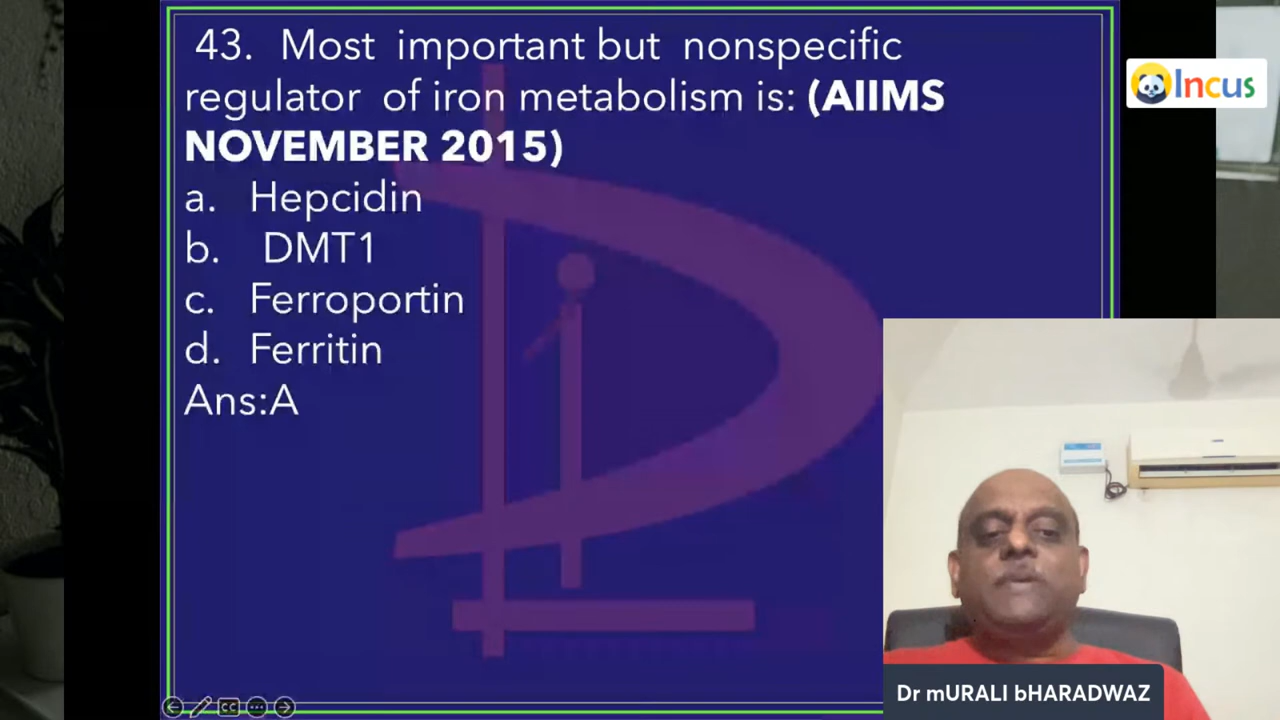 43. Most important but nonspecific
regulator of iron metabolism is: (AIIMS
NOVEMBER 2015)
a. Hepcidin
b. DMT1
c. Ferroportin
d. Ferritin
Ans:A
Incus
CC
Dr mURALI bHARADWAZ